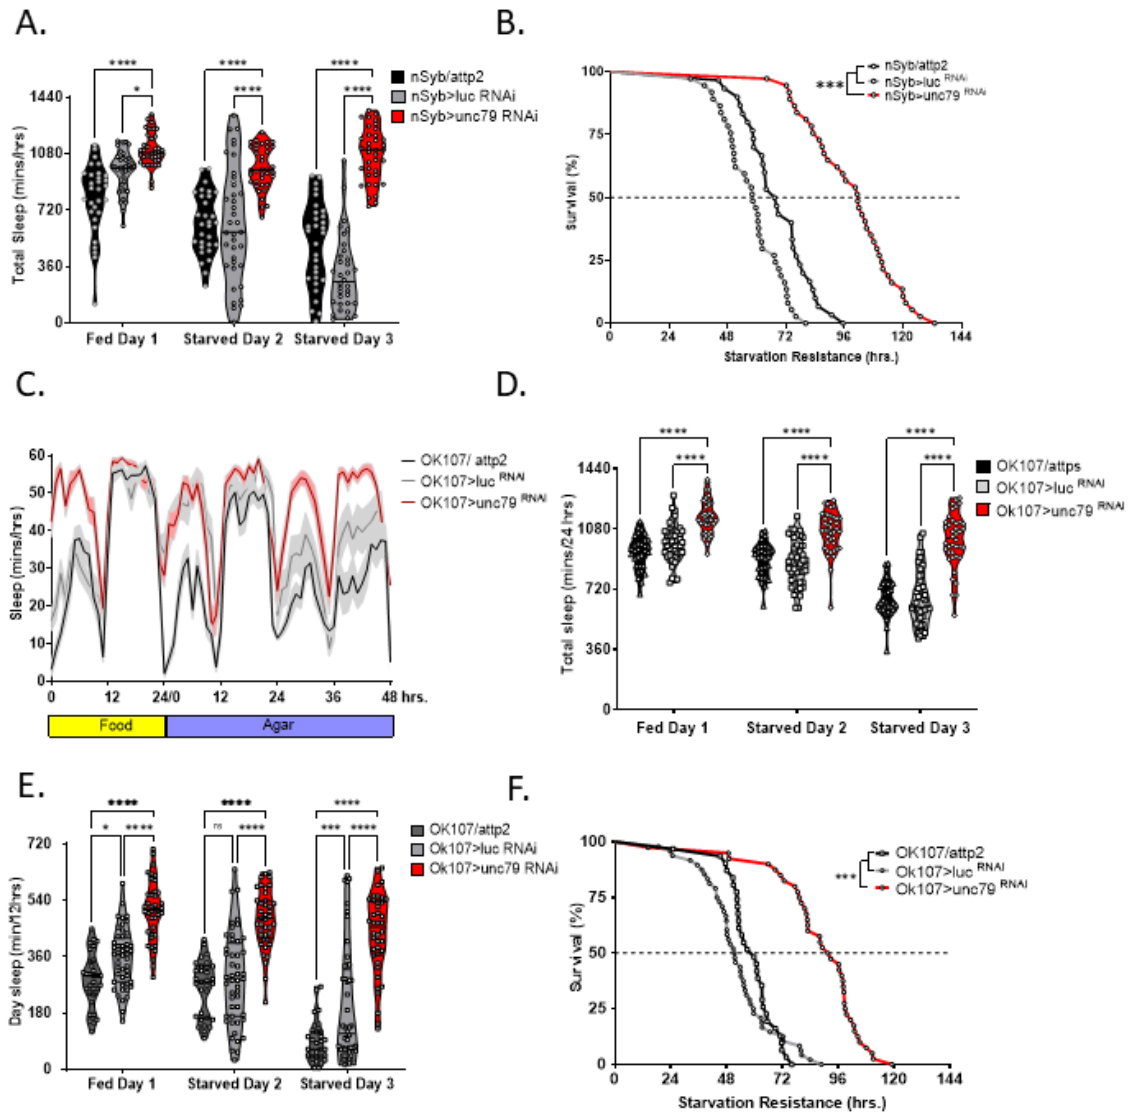 A.
**** **** ****
* **** ****
nSyb/attp2
nSyb>luc RNAi
nSyb>unc79 RNAi
Total Sleep (mins/hrs)
1440
1080
720
360
0
Fed Day 1 Starved Day 2 Starved Day 3
B.
nSyb/attp2
nSyb>luc RNAi
nSyb>unc79 RNAi
***
Survival (%)
100
75
50
25
0
0 24 48 72 96 120 144
Starvation Resistance (hrs.)
C.
OK107/ attp2
OK107>luc RNAi
OK107>unc79 RNAi
Sleep (mins/hrs)
60
50
40
30
20
10
0
0 12 24/0 12 24 36 48 hrs.
Food Agar
D.
**** **** ****
**** **** ****
OK107/attps
OK107>luc RNAi
Ok107>unc79 RNAi
Total sleep (mins/24 hrs)
1440
1080
720
360
0
Fed Day 1 Starved Day 2 Starved Day 3
E.
**** **** ****
* **** ns **** *** ****
OK107/attp2
Ok107>luc RNAi
Ok107>unc79 RNAi
Day sleep (min/12hrs)
720
540
360
180
0
Fed Day 1 Starved Day 2 Starved Day 3
F.
OK107/attp2
Ok107>luc RNAi
Ok107>unc79 RNAi
***
Survival (%)
100
75
50
25
0
0 24 48 72 96 120 144
Starvation Resistance (hrs.)